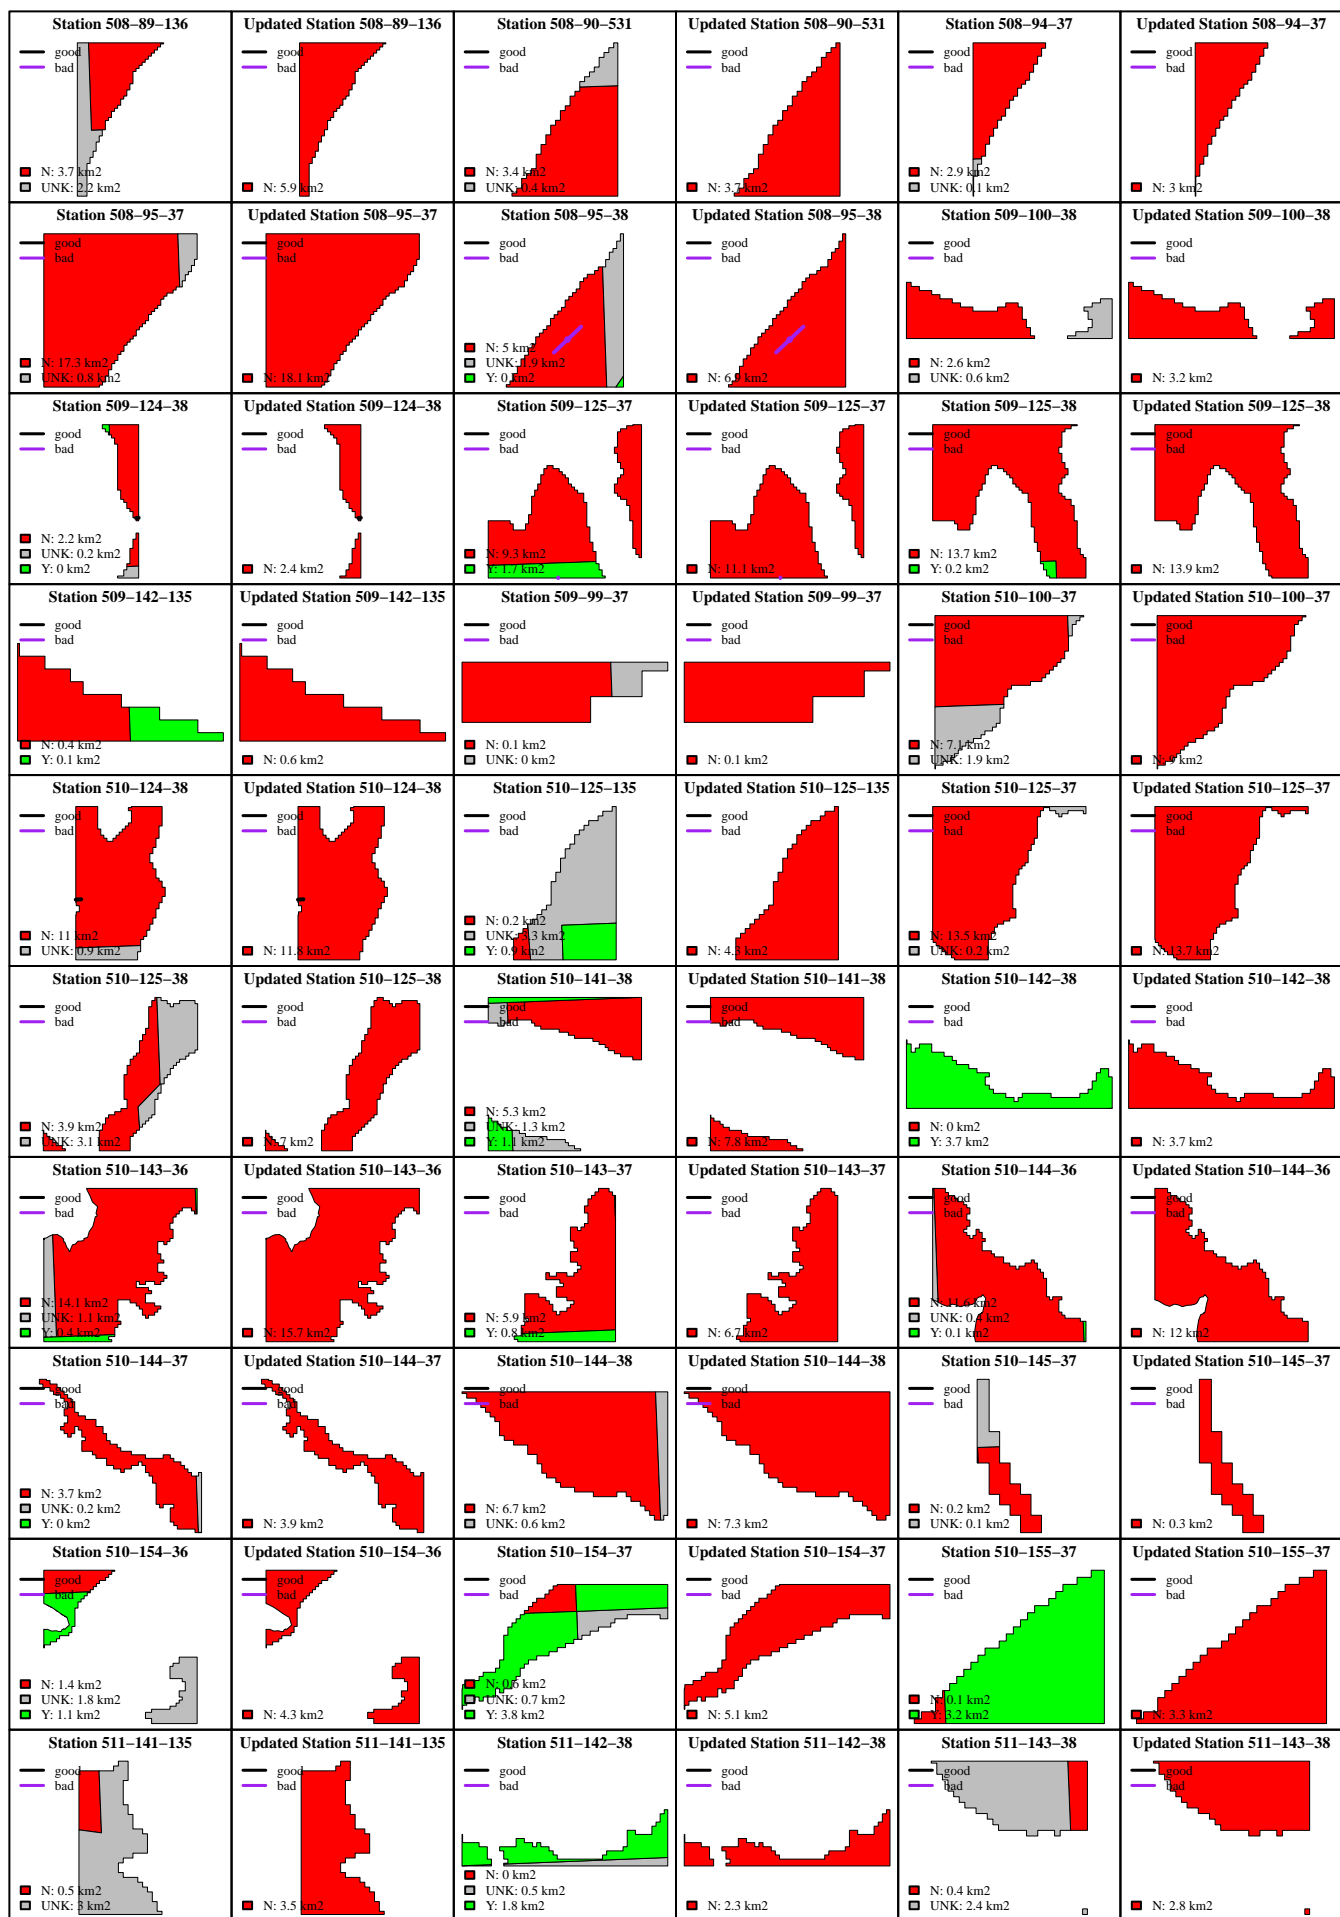 Station 508−89−136
good
bad
N: 3.7 km2
UNK: 2.2 km2
Updated Station 508−89−136
good
bad
N: 5.9 km2
Station 508−90−531
good
bad
N: 3.4 km2
UNK: 0.4 km2
Updated Station 508−90−531
good
bad
N: 3.7 km2
Station 508−94−37
good
bad
N: 2.9 km2
UNK: 0.1 km2
Updated Station 508−94−37
good
bad
N: 3 km2
Station 508−95−37
good
bad
N: 17.3 km2
UNK: 0.8 km2
Updated Station 508−95−37
good
bad
N: 18.1 km2
Station 508−95−38
good
bad
N: 5 km2
UNK: 1.9 km2
Y: 0 km2
Updated Station 508−95−38
good
bad
N: 6.9 km2
Station 509−100−38
good
bad
N: 2.6 km2
UNK: 0.6 km2
Updated Station 509−100−38
good
bad
N: 3.2 km2
Station 509−124−38
good
bad
N: 2.2 km2
UNK: 0.2 km2
Y: 0 km2
Updated Station 509−124−38
good
bad
N: 2.4 km2
Station 509−125−37
good
bad
N: 9.3 km2
Y: 1.7 km2
Updated Station 509−125−37
good
bad
N: 11.1 km2
Station 509−125−38
good
bad
N: 13.7 km2
Y: 0.2 km2
Updated Station 509−125−38
good
bad
N: 13.9 km2
Station 509−142−135
good
bad
N: 0.4 km2
Y: 0.1 km2
Updated Station 509−142−135
good
bad
N: 0.6 km2
Station 509−99−37
good
bad
N: 0.1 km2
UNK: 0 km2
Updated Station 509−99−37
good
bad
N: 0.1 km2
Station 510−100−37
good
bad
N: 7.1 km2
UNK: 1.9 km2
Updated Station 510−100−37
good
bad
N: 9 km2
Station 510−124−38
good
bad
N: 11 km2
UNK: 0.9 km2
Updated Station 510−124−38
good
bad
N: 11.8 km2
Station 510−125−135
good
bad
N: 0.2 km2
UNK: 3.3 km2
Y: 0.9 km2
Updated Station 510−125−135
good
bad
N: 4.3 km2
Station 510−125−37
good
bad
N: 13.5 km2
UNK: 0.2 km2
Updated Station 510−125−37
good
bad
N: 13.7 km2
Station 510−125−38
good
bad
N: 3.9 km2
UNK: 3.1 km2
Updated Station 510−125−38
good
bad
N: 7 km2
Station 510−141−38
good
bad
N: 5.3 km2
UNK: 1.3 km2
Y: 1.1 km2
Updated Station 510−141−38
good
bad
N: 7.8 km2
Station 510−142−38
good
bad
N: 0 km2
Y: 3.7 km2
Updated Station 510−142−38
good
bad
N: 3.7 km2
Station 510−143−36
good
bad
N: 14.1 km2
UNK: 1.1 km2
Y: 0.4 km2
Updated Station 510−143−36
good
bad
N: 15.7 km2
Station 510−143−37
good
bad
N: 5.9 km2
Y: 0.8 km2
Updated Station 510−143−37
good
bad
N: 6.7 km2
Station 510−144−36
good
bad
N: 11.6 km2
UNK: 0.4 km2
Y: 0.1 km2
Updated Station 510−144−36
good
bad
N: 12 km2
Station 510−144−37
good
bad
N: 3.7 km2
UNK: 0.2 km2
Y: 0 km2
Updated Station 510−144−37
good
bad
N: 3.9 km2
Station 510−144−38
good
bad
N: 6.7 km2
UNK: 0.6 km2
Updated Station 510−144−38
good
bad
N: 7.3 km2
Station 510−145−37
good
bad
N: 0.2 km2
UNK: 0.1 km2
Updated Station 510−145−37
good
bad
N: 0.3 km2
Station 510−154−36
good
bad
N: 1.4 km2
UNK: 1.8 km2
Y: 1.1 km2
Updated Station 510−154−36
good
bad
N: 4.3 km2
Station 510−154−37
good
bad
N: 0.6 km2
UNK: 0.7 km2
Y: 3.8 km2
Updated Station 510−154−37
good
bad
N: 5.1 km2
Station 510−155−37
good
bad
N: 0.1 km2
Y: 3.2 km2
Updated Station 510−155−37
good
bad
N: 3.3 km2
Station 511−141−135
good
bad
N: 0.5 km2
UNK: 3 km2
Updated Station 511−141−135
good
bad
N: 3.5 km2
Station 511−142−38
good
bad
N: 0 km2
UNK: 0.5 km2
Y: 1.8 km2
Updated Station 511−142−38
good
bad
N: 2.3 km2
Station 511−143−38
good
bad
N: 0.4 km2
UNK: 2.4 km2
Updated Station 511−143−38
good
bad
N: 2.8 km2